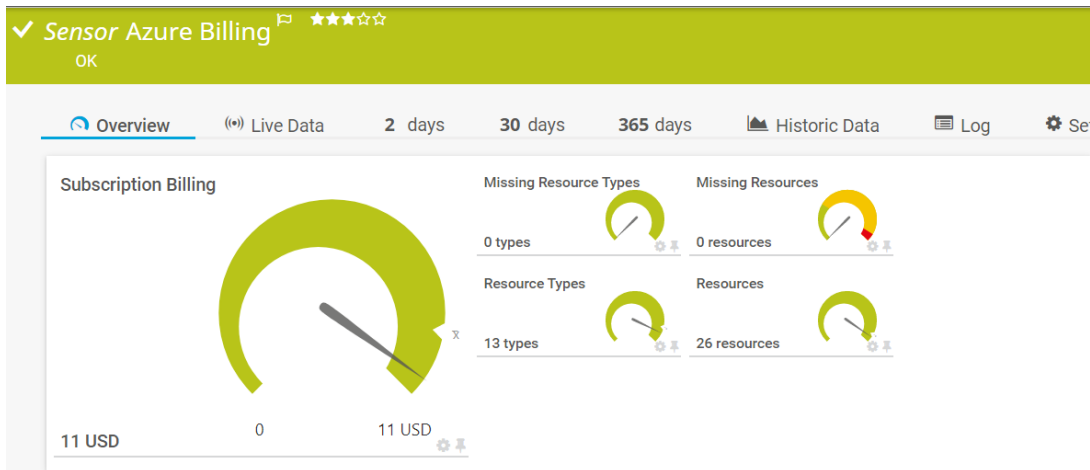 Sensor Azure Billing
OK
Overview
Live Data
2 days
30 days
365 days
Historic Data
Log
Subscription Billing
0
11 USD
11 USD
Missing Resource Types
0 types
Missing Resources
0 resources
Resource Types
13 types
Resources
26 resources